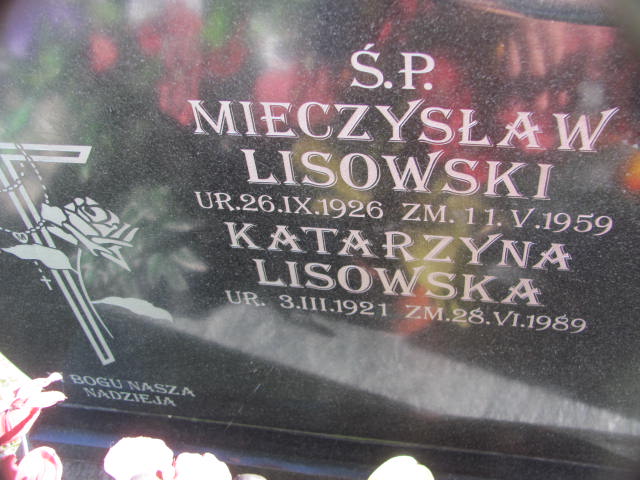 Ś.P.
MIECZYSŁAW
LISOWSKI
UR.26.IX.1926 ZM. 11.V.1959
KATARZYNA
LISOWSKA
UR. 3.III.1921 ZM.28.VI.1989
BOGU NASZA
NADZIEJA